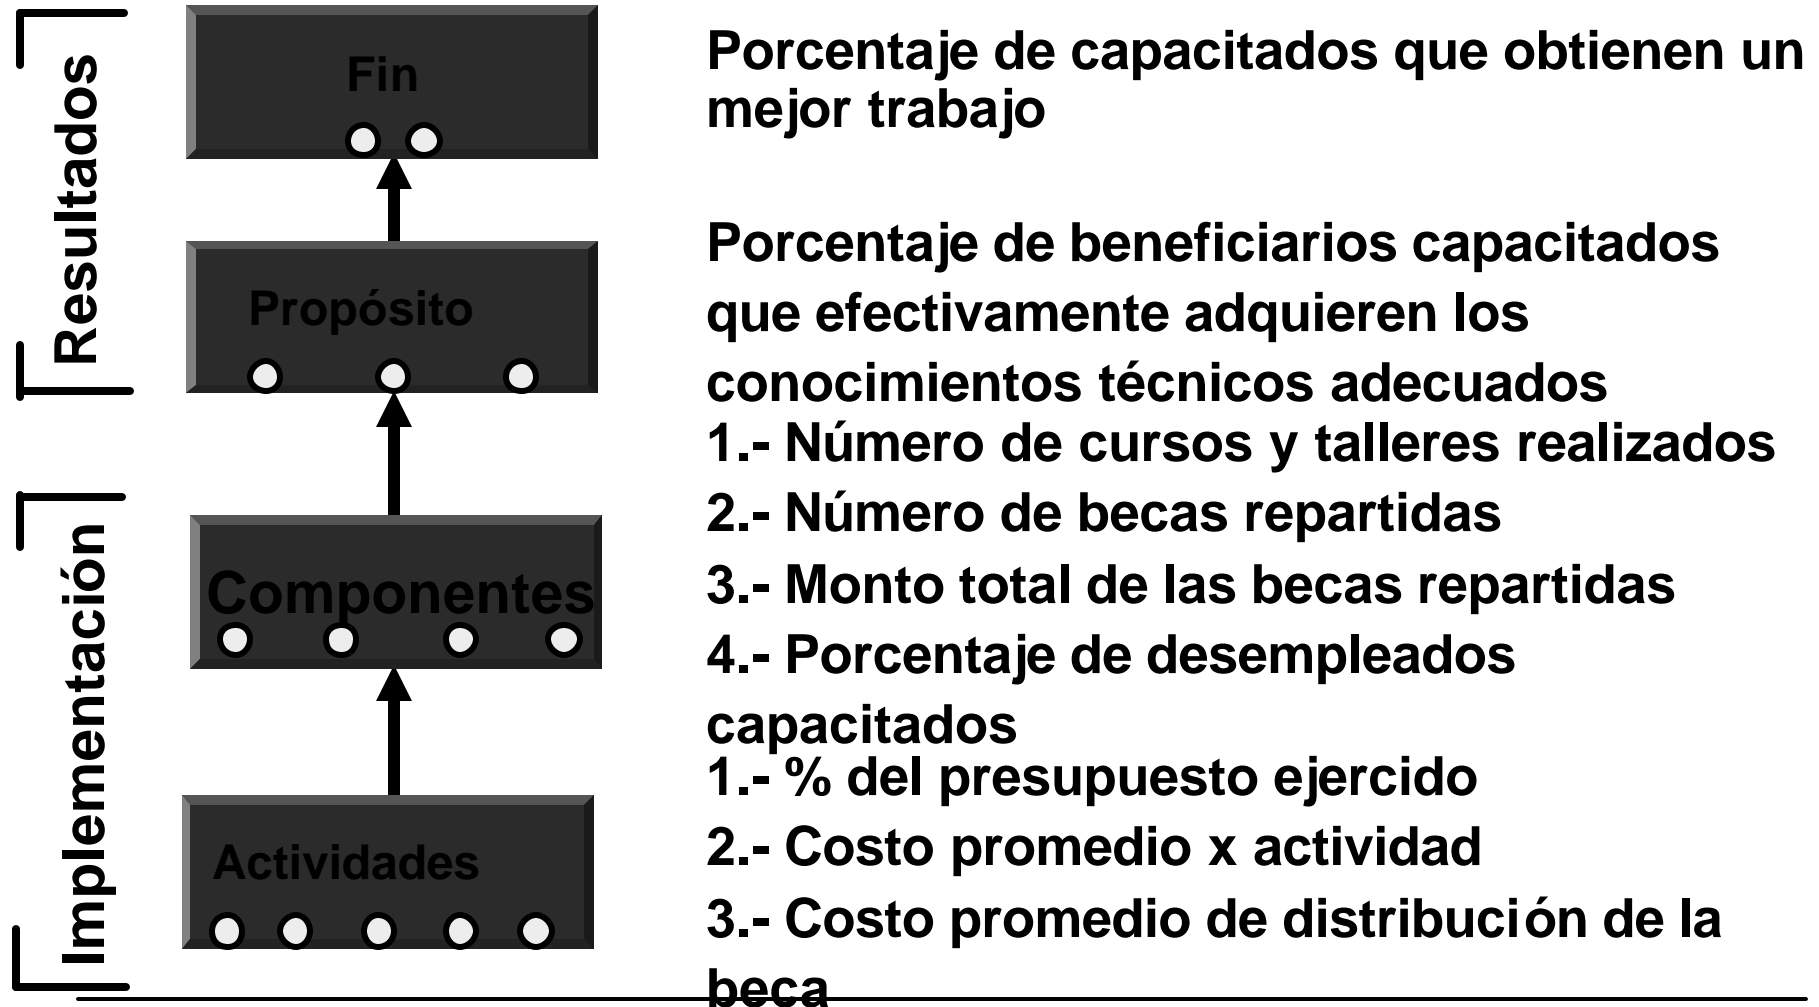 Resultados
Fin
Porcentaje de capacitados que obtienen un
mejor trabajo
Propósito
Porcentaje de beneficiarios capacitados
que efectivamente adquieren los
conocimientos técnicos adecuados
Implementación
Componentes
1.- Número de cursos y talleres realizados
2.- Número de becas repartidas
3.- Monto total de las becas repartidas
4.- Porcentaje de desempleados
capacitados
Actividades
1.- % del presupuesto ejercido
2.- Costo promedio x actividad
3.- Costo promedio de distribución de la
beca